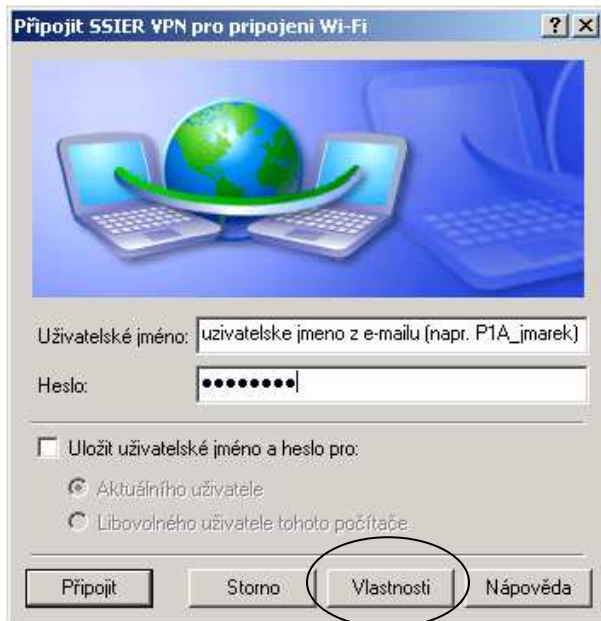 Připojit SSIER VPN pro pripojeni Wi-Fi
Uživatelské jméno: uzivatelske jmeno z e-mailu (napr. P1A_jmarek)
Heslo: ●●●●●●●●
Uložit uživatelské jméno a heslo pro:
Aktuálního uživatele
Libovolného uživatele tohoto počítače
Připojit Storno Vlastnosti Nápověda